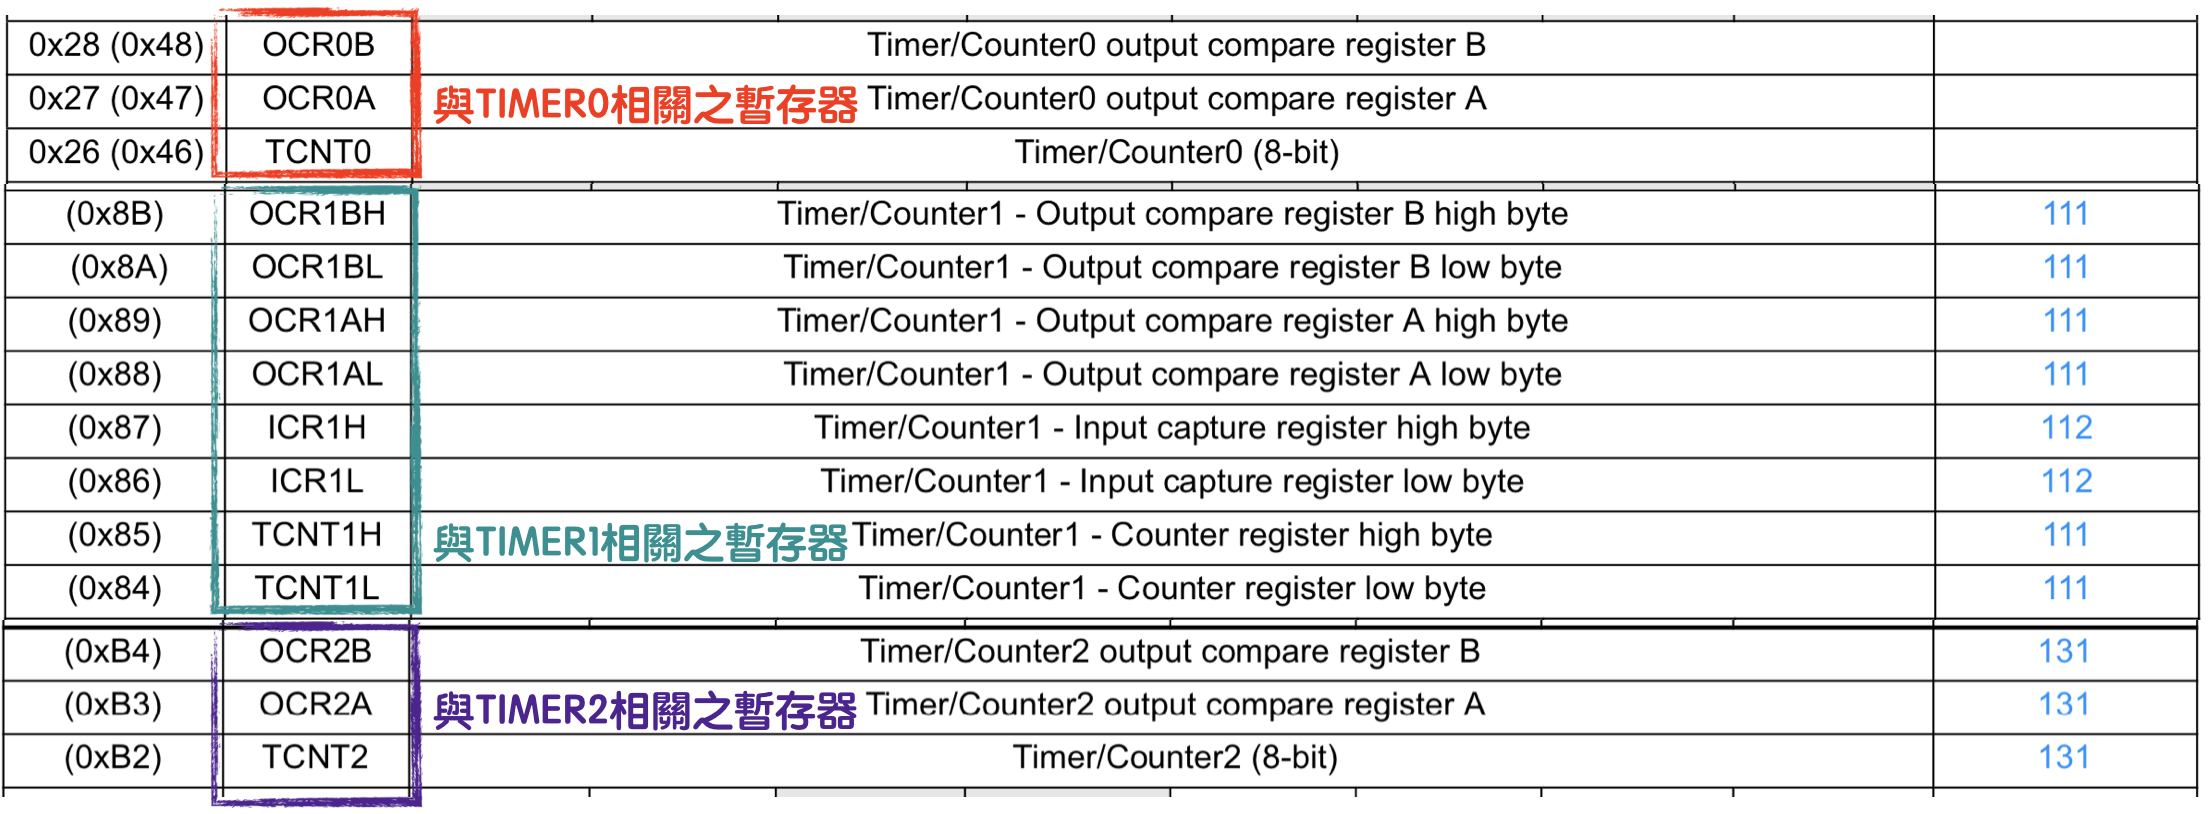 0x28 (0x48) OCR0B Timer/Counter0 output compare register B
0x27 (0x47) OCR0A 與TIMER0相關之暫存器 Timer/Counter0 output compare register A
0x26 (0x46) TCNT0 Timer/Counter0 (8-bit)
(0x8B) OCR1BH Timer/Counter1 - Output compare register B high byte 111
(0x8A) OCR1BL Timer/Counter1 - Output compare register B low byte 111
(0x89) OCR1AH Timer/Counter1 - Output compare register A high byte 111
(0x88) OCR1AL Timer/Counter1 - Output compare register A low byte 111
(0x87) ICR1H Timer/Counter1 - Input capture register high byte 112
(0x86) ICR1L Timer/Counter1 - Input capture register low byte 112
(0x85) TCNT1H 與TIMER1相關之暫存器 Timer/Counter1 - Counter register high byte 111
(0x84) TCNT1L Timer/Counter1 - Counter register low byte 111
(0xB4) OCR2B Timer/Counter2 output compare register B 131
(0xB3) OCR2A 與TIMER2相關之暫存器 Timer/Counter2 output compare register A 131
(0xB2) TCNT2 Timer/Counter2 (8-bit) 131